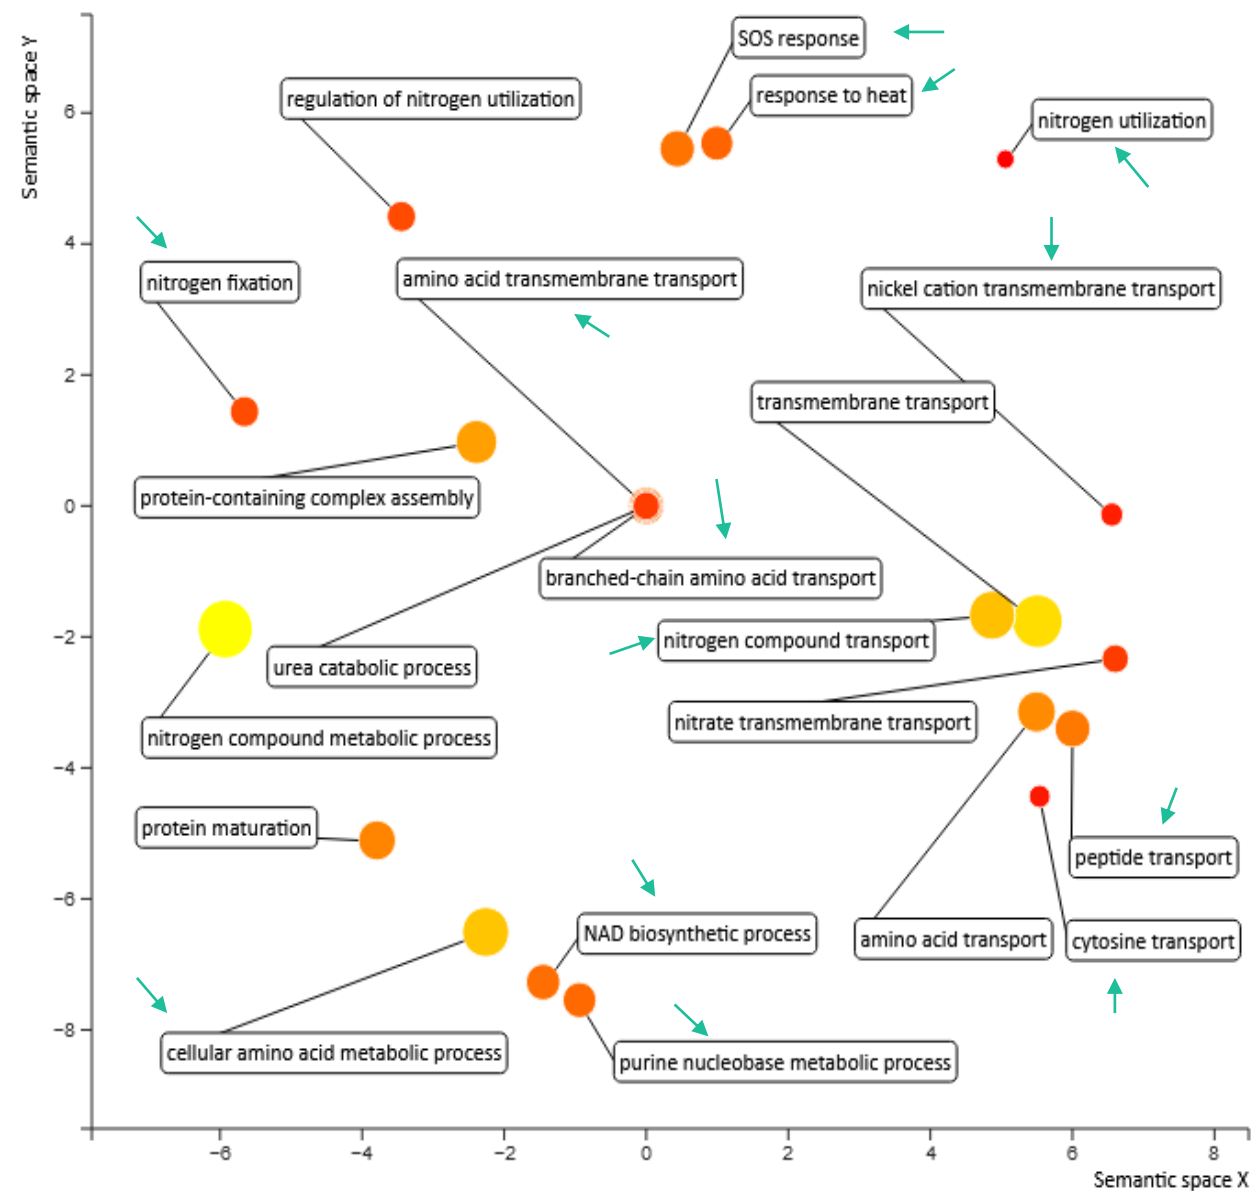 Semantic space Y
SOS response
response to heat
regulation of nitrogen utilization
nitrogen utilization
6
4
nitrogen fixation
amino acid transmembrane transport
nickel cation transmembrane transport
2
transmembrane transport
protein-containing complex assembly
0
branched-chain amino acid transport
−2
nitrogen compound transport
urea catabolic process
nitrate transmembrane transport
nitrogen compound metabolic process
−4
protein maturation
peptide transport
−6
NAD biosynthetic process
amino acid transport
cytosine transport
−8
cellular amino acid metabolic process
purine nucleobase metabolic process
−6 −4 −2 0 2 4 6 8
Semantic space X